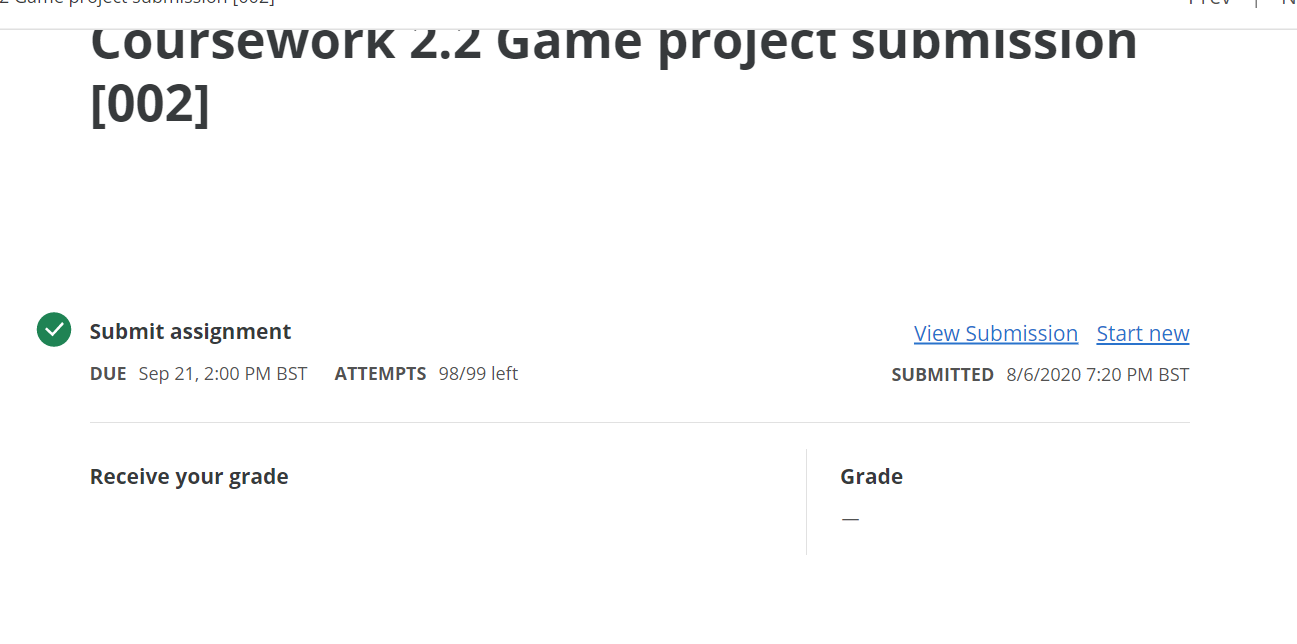 2 Game project submission [002]
Prev | N
Coursework 2.2 Game project submission
[002]
Submit assignment
View Submission Start new
DUE Sep 21, 2:00 PM BST ATTEMPTS 98/99 left
SUBMITTED 8/6/2020 7:20 PM BST
Receive your grade
Grade
—